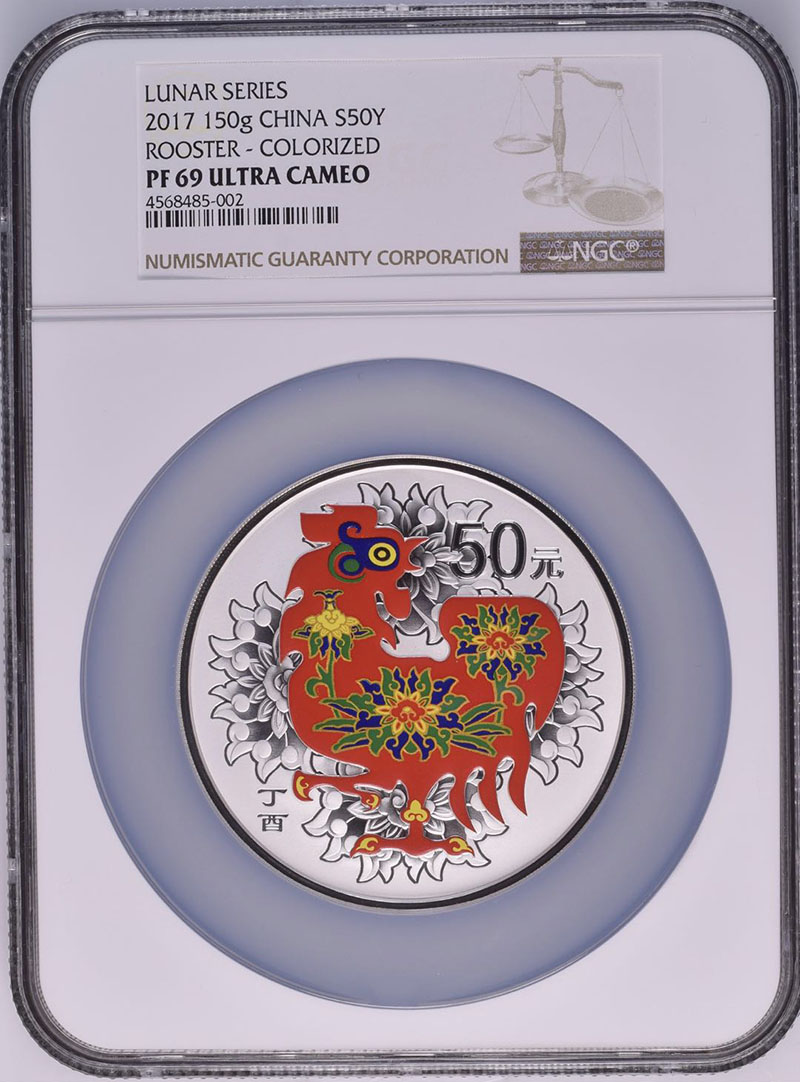 LUNAR SERIES
2017 150g CHINA S50Y
ROOSTER - COLORIZED
PF 69 ULTRA CAMEO
4568485-002
NUMISMATIC GUARANTY CORPORATION
NGC®
50元
丁
酉